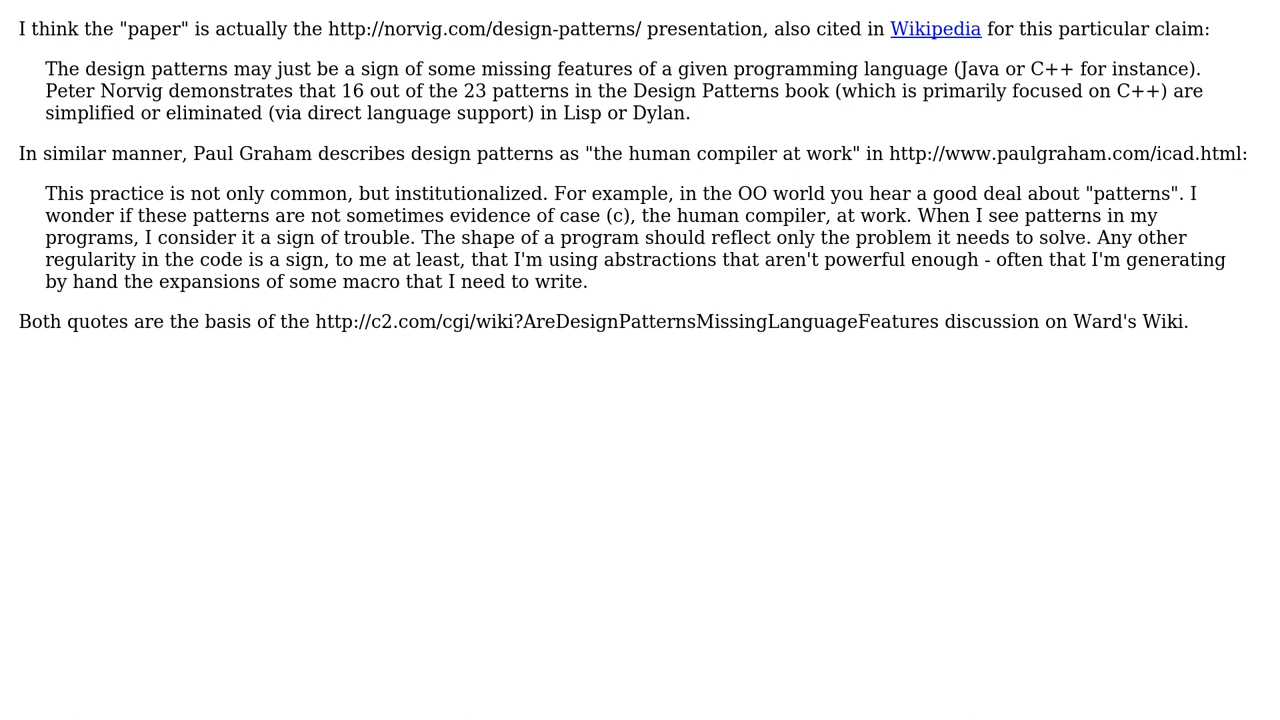 I think the "paper" is actually the http://norvig.com/design-patterns/ presentation, also cited in Wikipedia for this particular claim:
The design patterns may just be a sign of some missing features of a given programming language (Java or C++ for instance).
Peter Norvig demonstrates that 16 out of the 23 patterns in the Design Patterns book (which is primarily focused on C++) are
simplified or eliminated (via direct language support) in Lisp or Dylan.
In similar manner, Paul Graham describes design patterns as "the human compiler at work" in http://www.paulgraham.com/icad.html:
This practice is not only common, but institutionalized. For example, in the OO world you hear a good deal about "patterns". I
wonder if these patterns are not sometimes evidence of case (c), the human compiler, at work. When I see patterns in my
programs, I consider it a sign of trouble. The shape of a program should reflect only the problem it needs to solve. Any other
regularity in the code is a sign, to me at least, that I'm using abstractions that aren't powerful enough - often that I'm generating
by hand the expansions of some macro that I need to write.
Both quotes are the basis of the http://c2.com/cgi/wiki?AreDesignPatternsMissingLanguageFeatures discussion on Ward's Wiki.